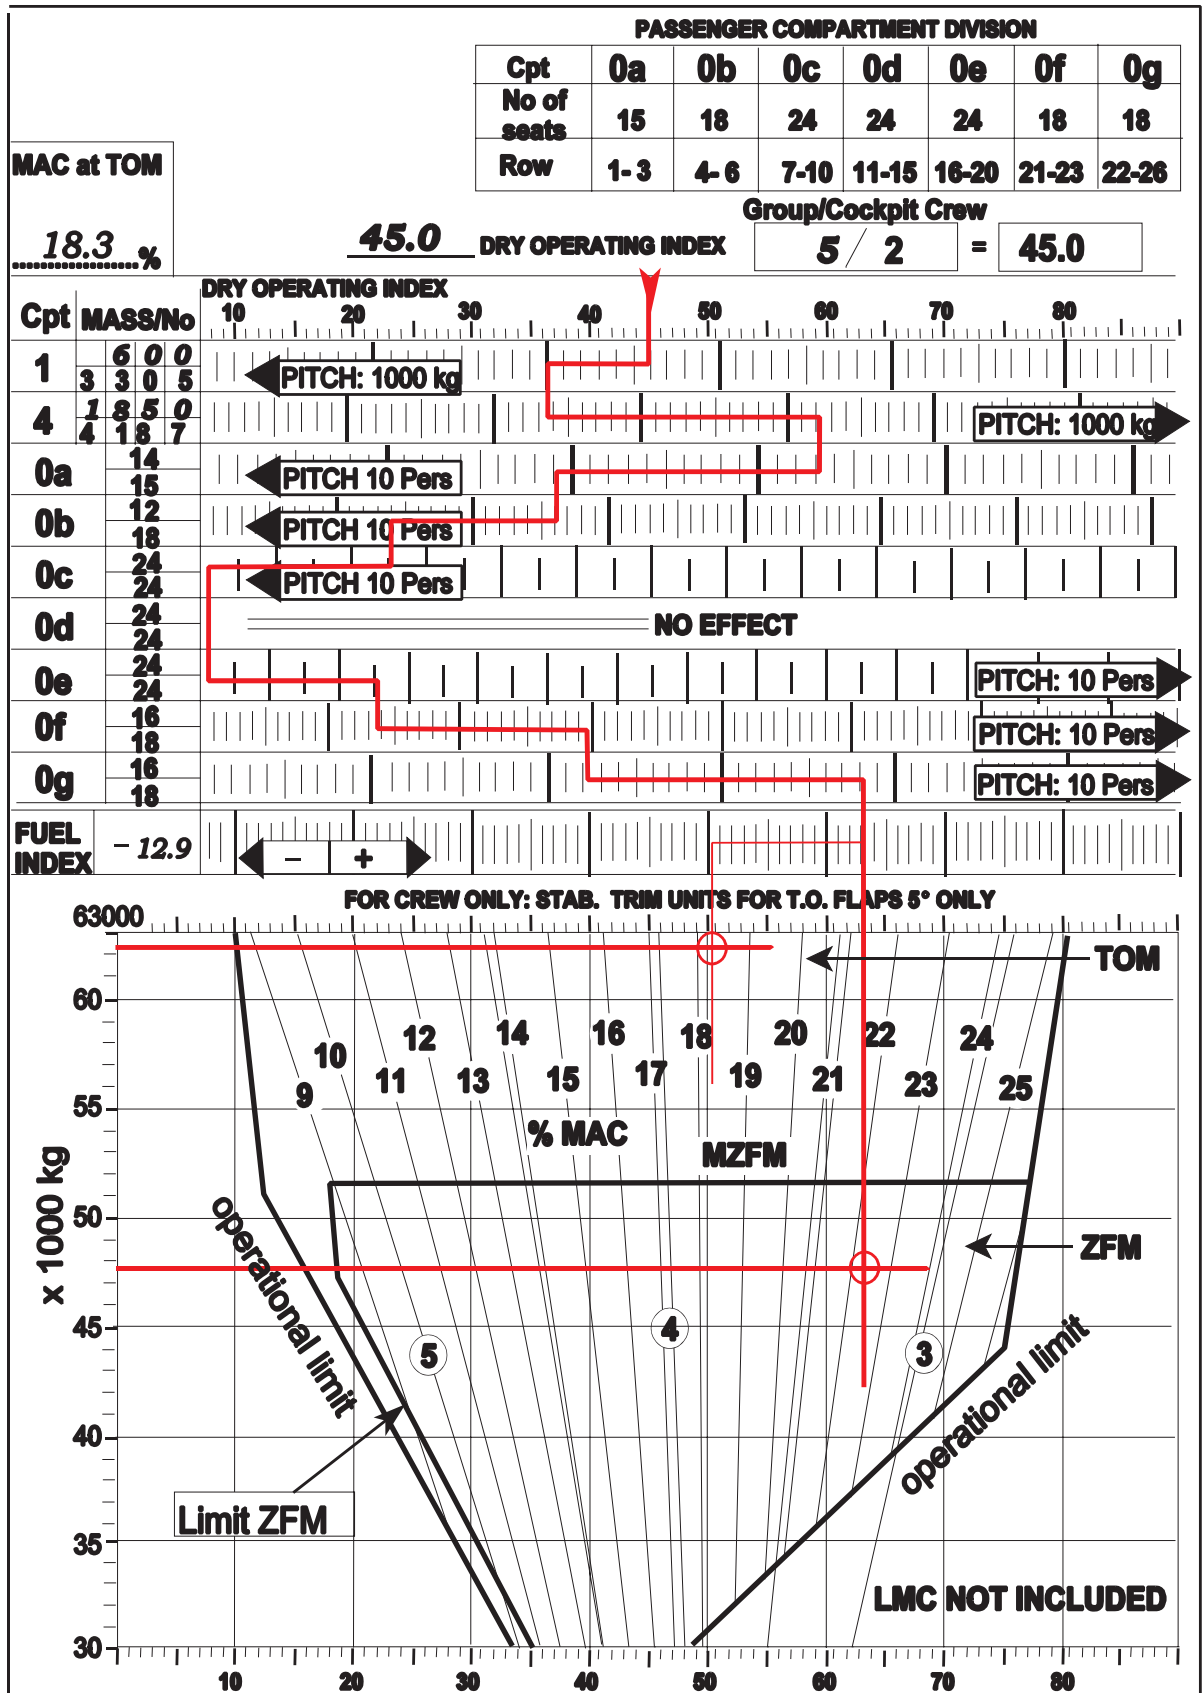 PASSENGER COMPARTMENT DIVISION
Cpt 0a 0b 0c 0d 0e 0f 0g
No of seats 15 18 24 24 24 18 18
Row 1- 3 4- 6 7-10 11-15 16-20 21-23 22-26
MAC at TOM
18.3 %
Group/Cockpit Crew
45.0 DRY OPERATING INDEX 5 / 2 = 45.0
DRY OPERATING INDEX
Cpt MASS/No 10 20 30 40 50 60 70 80
1 600 PITCH: 1000 kg
3305
4 1850 PITCH: 1000 kg
4187
0a 14 PITCH 10 Pers
15
0b 12 PITCH 10 Pers
18
0c 24 PITCH 10 Pers
24
0d 24 NO EFFECT
24
0e 24 PITCH: 10 Pers
24
0f 16 PITCH: 10 Pers
18
0g 16 PITCH: 10 Pers
18
FUEL INDEX - 12.9 - +
FOR CREW ONLY: STAB. TRIM UNITS FOR T.O. FLAPS 5° ONLY
63000
TOM
60
12 14 16 18 20 22 24
10
9 11 13 15 17 19 21 23 25
55
% MAC
MZFM
x 1000 kg
50
operational limit
ZFM
45
5 4 3
operational limit
40
Limit ZFM
35
LMC NOT INCLUDED
30
10 20 30 40 50 60 70 80